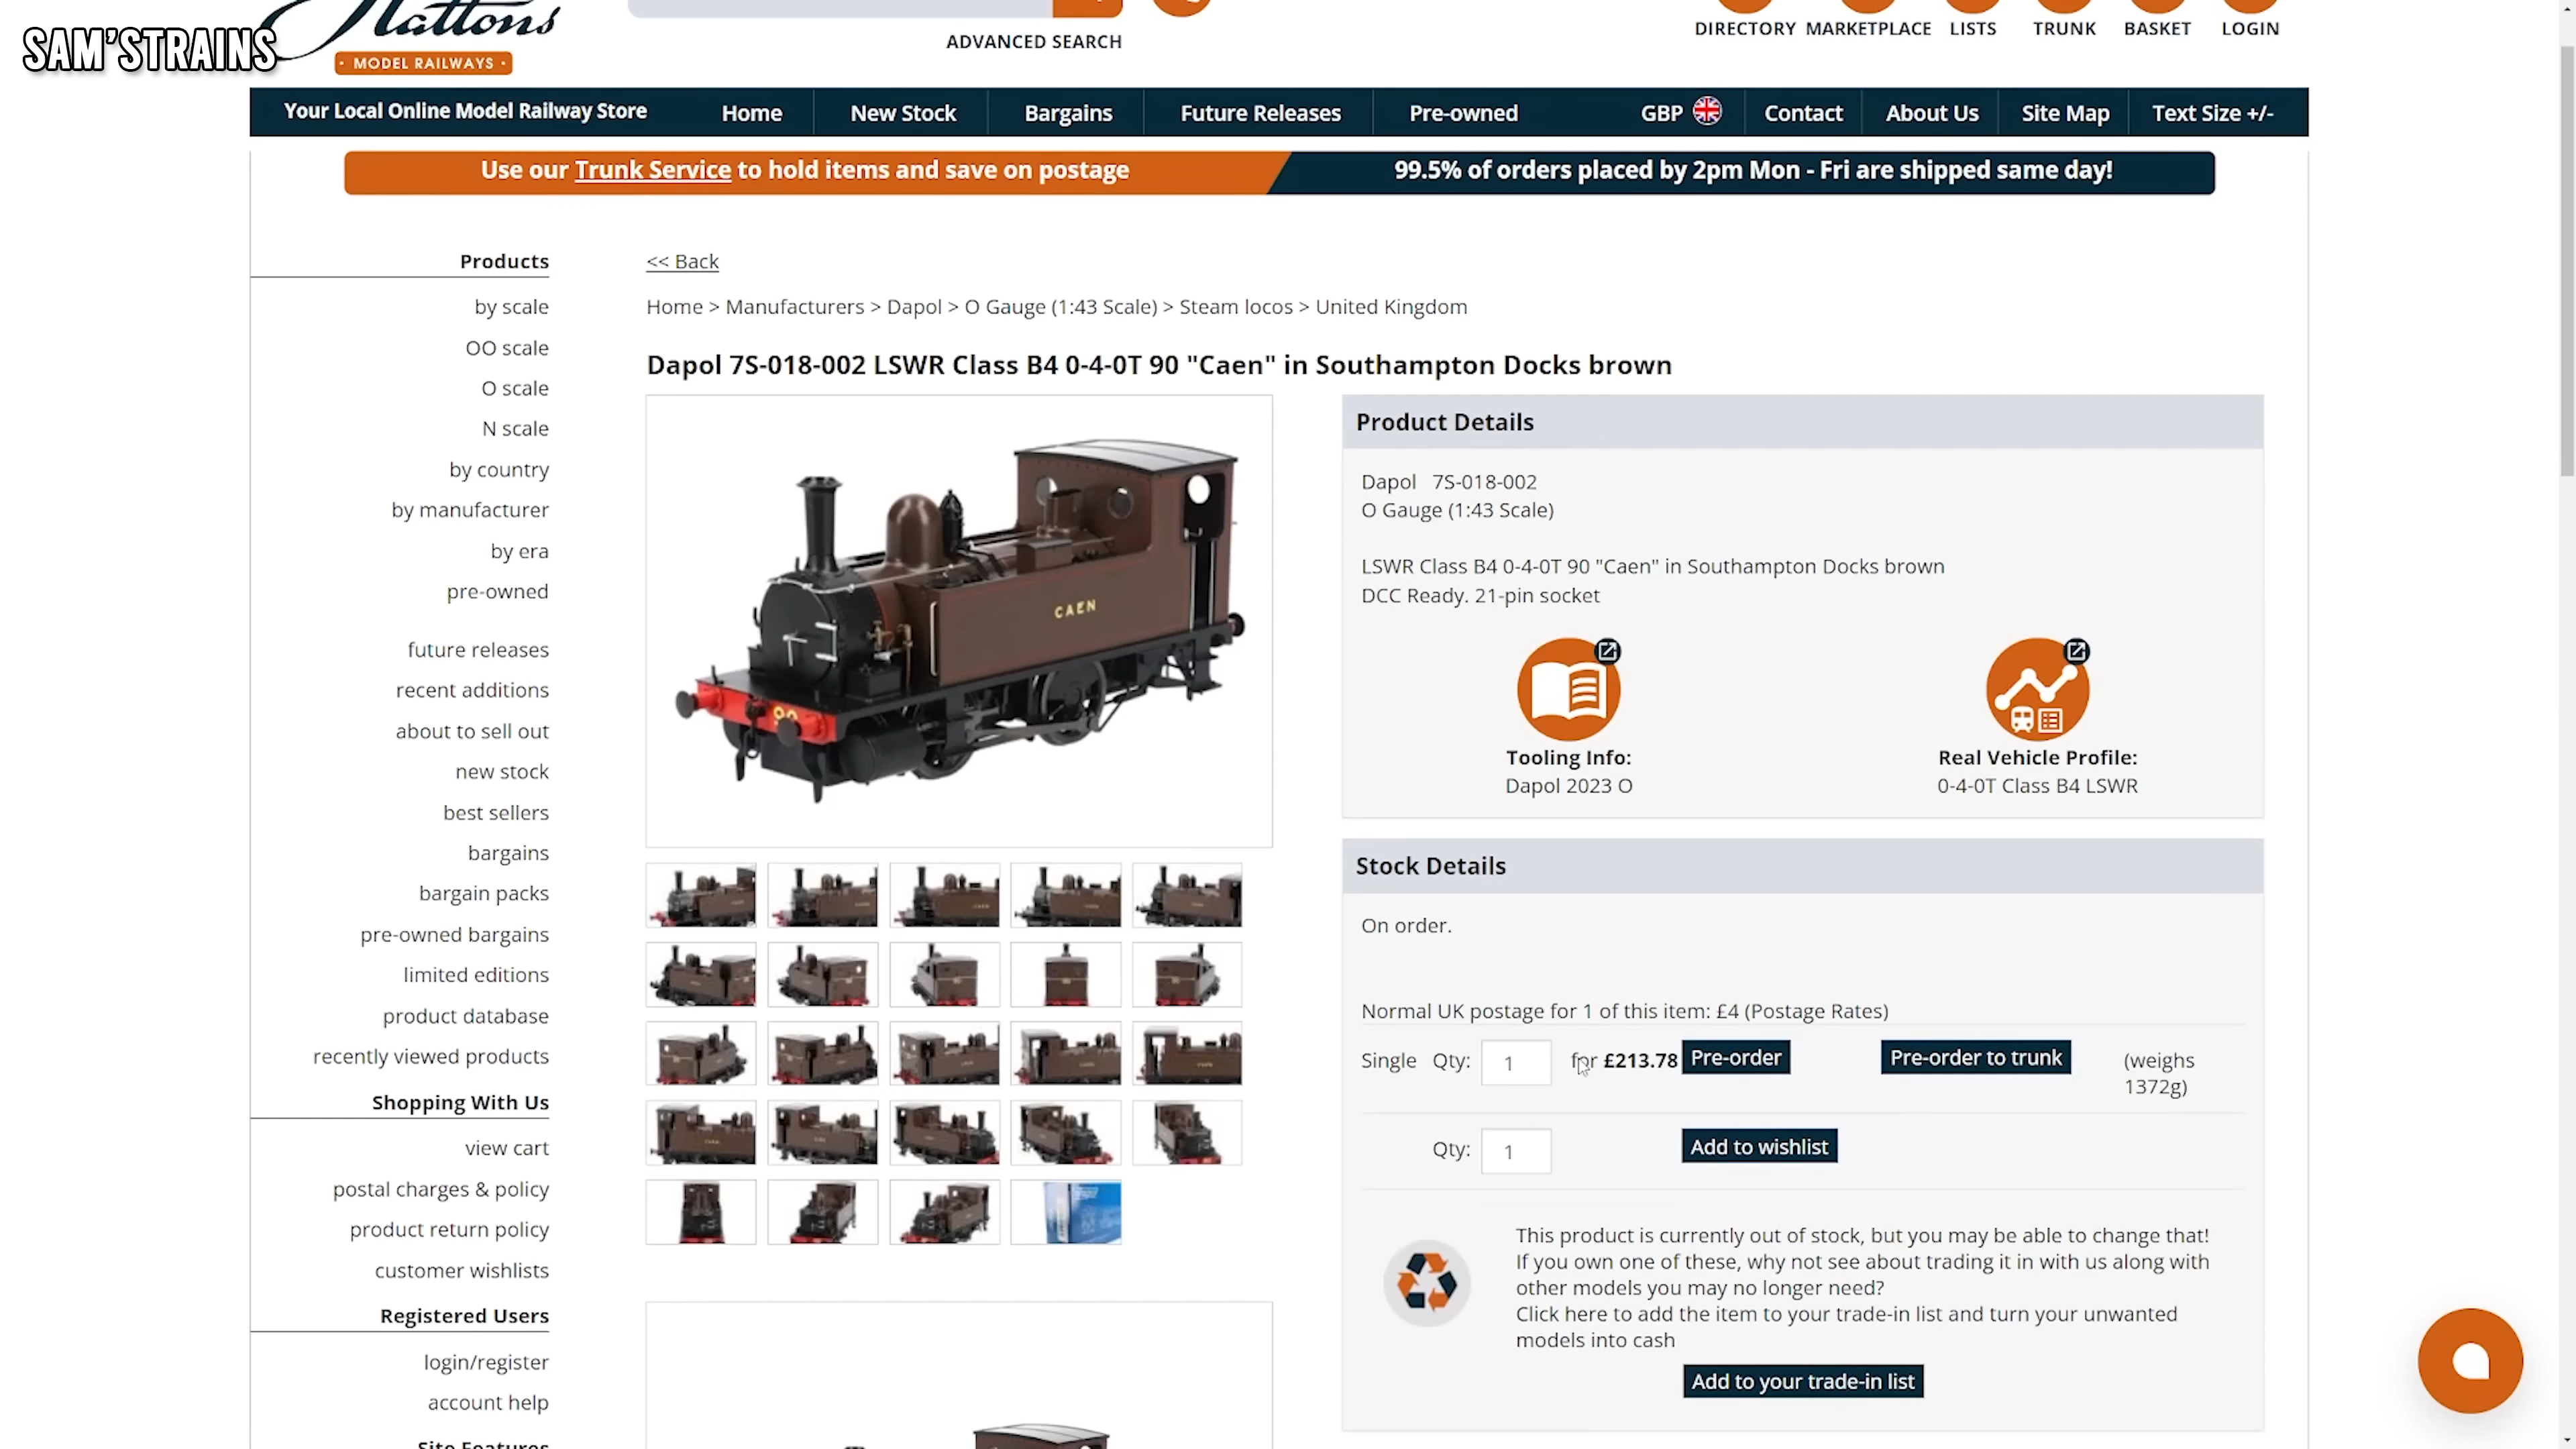 SAM'STRAINS
Hattons
· MODEL RAILWAYS ·
ADVANCED SEARCH
DIRECTORY MARKETPLACE LISTS TRUNK BASKET LOGIN
Your Local Online Model Railway Store Home New Stock Bargains Future Releases Pre-owned GBP Contact About Us Site Map Text Size +/-
Use our Trunk Service to hold items and save on postage
99.5% of orders placed by 2pm Mon - Fri are shipped same day!
Products
by scale
OO scale
O scale
N scale
by country
by manufacturer
by era
pre-owned
future releases
recent additions
about to sell out
new stock
best sellers
bargains
bargain packs
pre-owned bargains
limited editions
product database
recently viewed products
Shopping With Us
view cart
postal charges & policy
product return policy
customer wishlists
Registered Users
login/register
account help
Site Features
<< Back
Home > Manufacturers > Dapol > O Gauge (1:43 Scale) > Steam locos > United Kingdom
Dapol 7S-018-002 LSWR Class B4 0-4-0T 90 "Caen" in Southampton Docks brown
CAEN
90
Product Details
Dapol 7S-018-002
O Gauge (1:43 Scale)
LSWR Class B4 0-4-0T 90 "Caen" in Southampton Docks brown
DCC Ready. 21-pin socket
Tooling Info:
Dapol 2023 O
Real Vehicle Profile:
0-4-0T Class B4 LSWR
Stock Details
On order.
Normal UK postage for 1 of this item: £4 (Postage Rates)
Single Qty: 1 for £213.78 Pre-order Pre-order to trunk (weighs
1372g)
Qty: 1 Add to wishlist
This product is currently out of stock, but you may be able to change that!
If you own one of these, why not see about trading it in with us along with
other models you may no longer need?
Click here to add the item to your trade-in list and turn your unwanted
models into cash
Add to your trade-in list